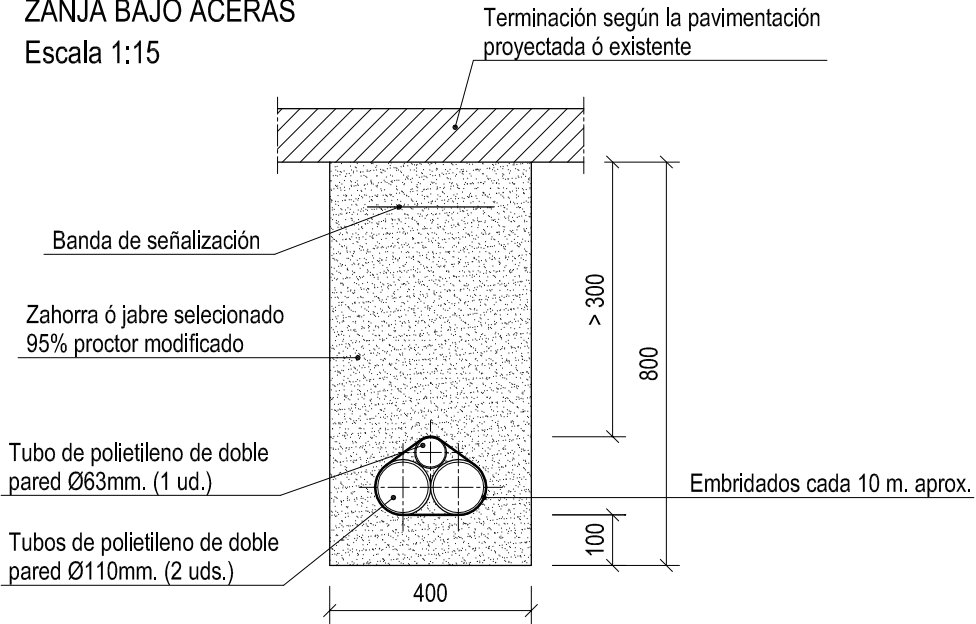 ZANJA BAJO ACERAS
Escala 1:15
Terminación según la pavimentación
proyectada ó existente
Banda de señalización
Zahorra ó jabre selecionado
95% proctor modificado
> 300
800
Tubo de polietileno de doble
pared Ø63mm. (1 ud.)
Embridados cada 10 m. aprox.
Tubos de polietileno de doble
pared Ø110mm. (2 uds.)
100
400